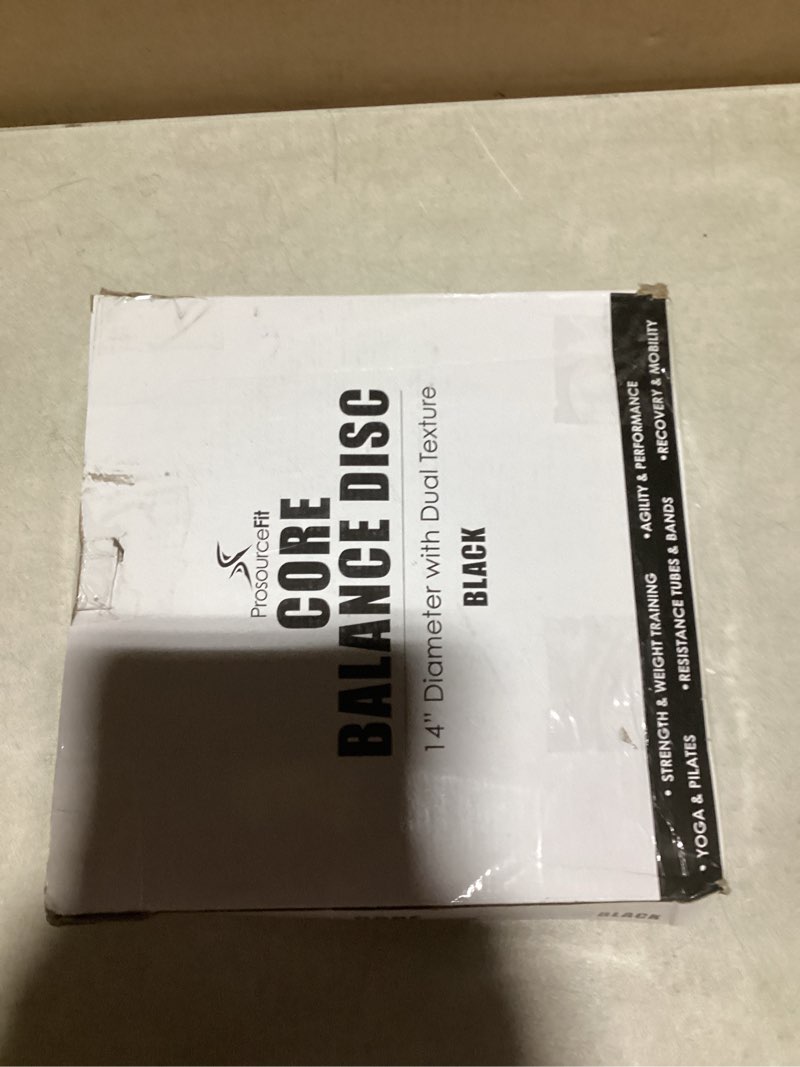 ProsourceFit
CORE
BALANCE DISC
14" Diameter with Dual Texture
BLACK
• STRENGTH & WEIGHT TRAINING •AGILITY & PERFORMANCE
• YOGA & PILATES •RESISTANCE TUBES & BANDS •RECOVERY & MOBILITY
CORE
BLACK